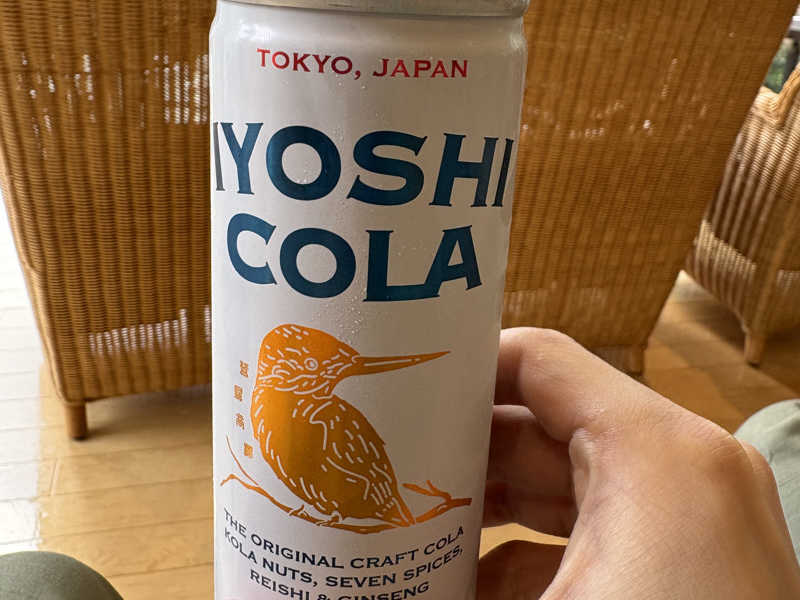 TOKYO, JAPAN
IYOSHI
COLA
THE ORIGINAL CRAFT COLA
KOLA NUTS, SEVEN SPICES,
REISHI & GINSENG